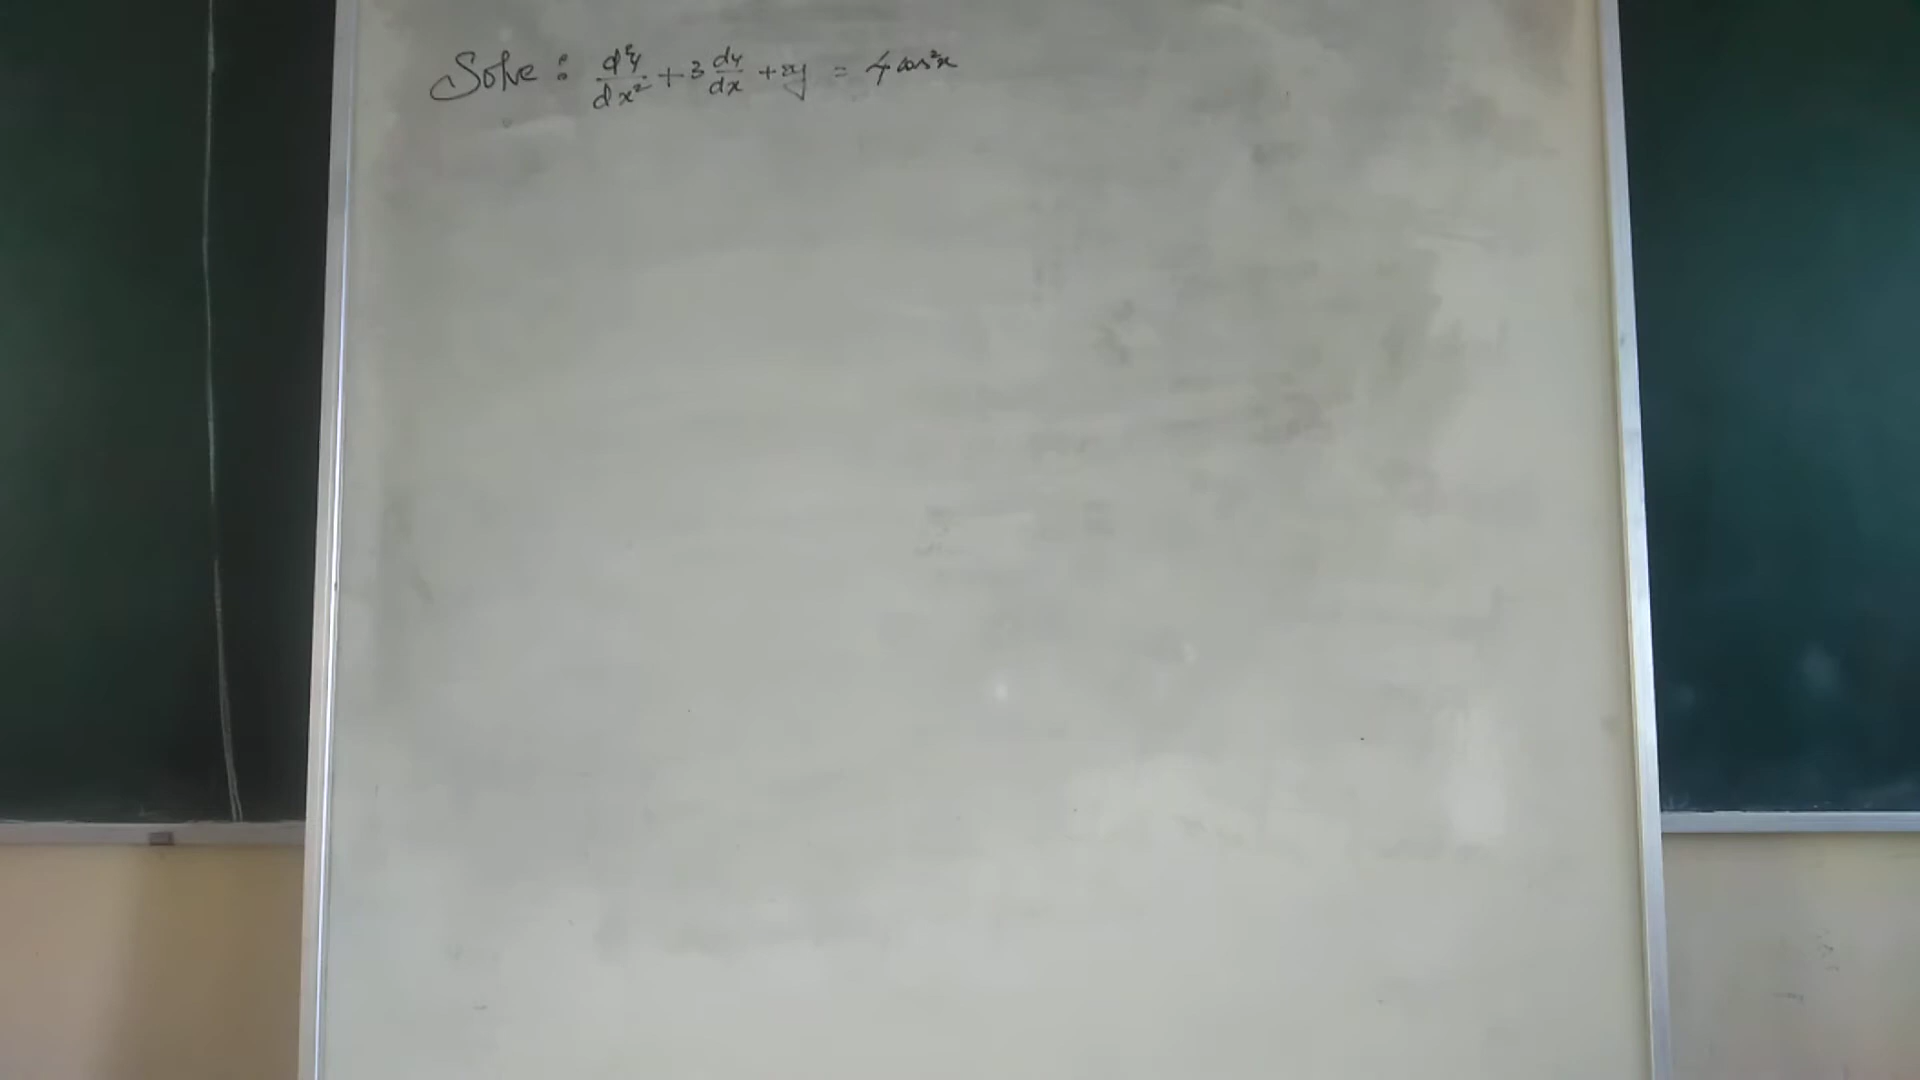 Solve : d²y/dx² + 3 dy/dx + 2y = 4 cos²x